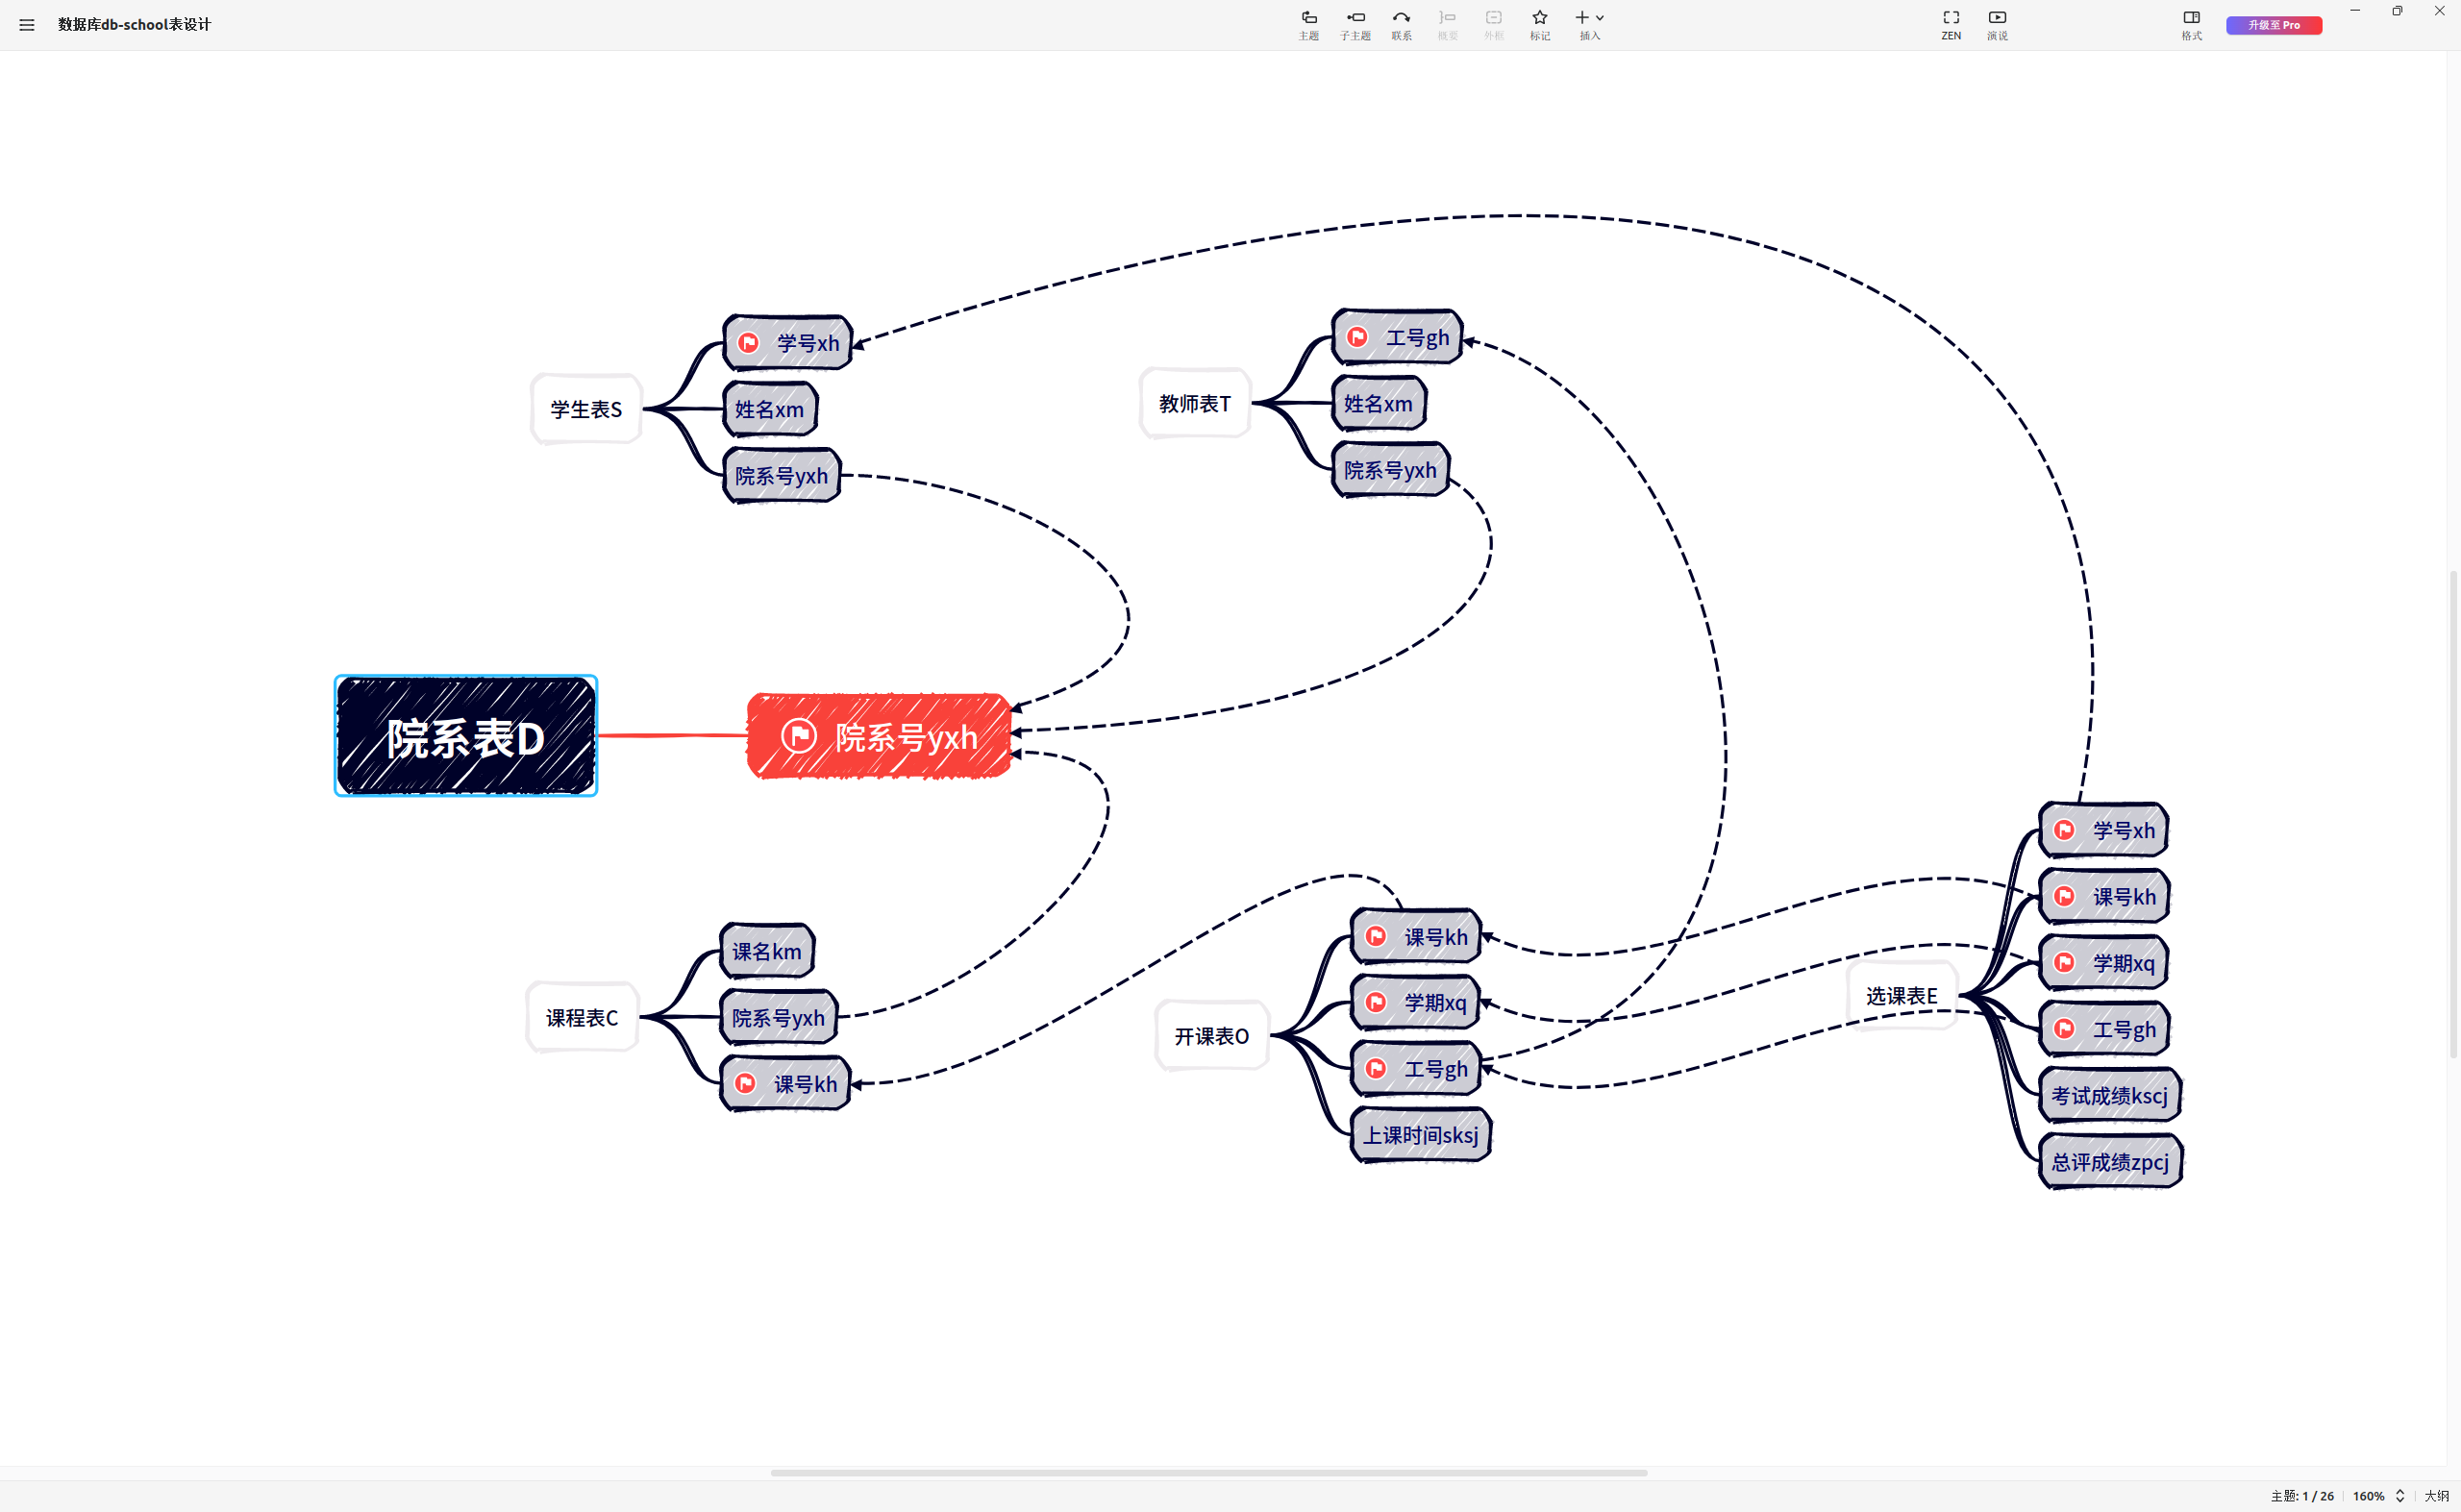 数据库db-school表设计
主题
子主题
联系
概要
外框
标记
插入
ZEN
演说
格式
升级至 Pro
学生表S
学号xh
姓名xm
院系号yxh
教师表T
工号gh
姓名xm
院系号yxh
院系表D
院系号yxh
课程表C
课名km
院系号yxh
课号kh
开课表O
课号kh
学期xq
工号gh
上课时间sksj
选课表E
学号xh
课号kh
学期xq
工号gh
考试成绩kscj
总评成绩zpcj
主题: 1 / 26
160%
大纲